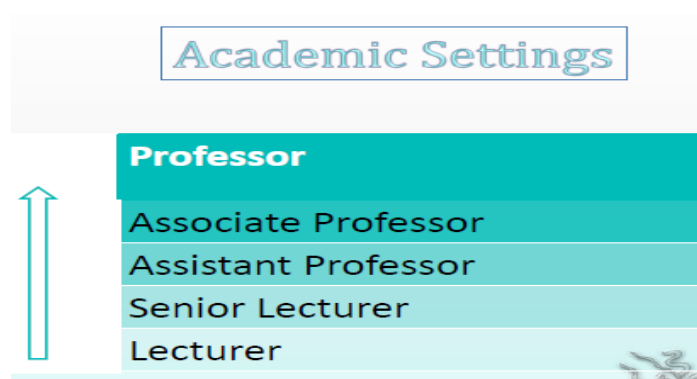 Academic Settings
Professor
Associate Professor
Assistant Professor
Senior Lecturer
Lecturer